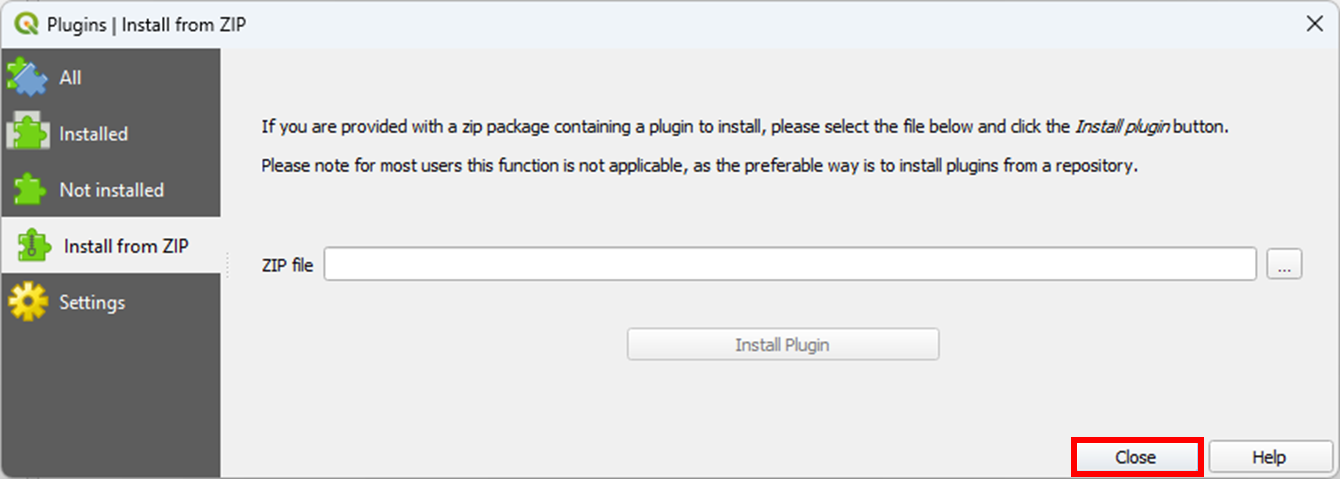 Plugins | Install from ZIP
All
Installed
Not installed
Install from ZIP
Settings
If you are provided with a zip package containing a plugin to install, please select the file below and click the Install plugin button.
Please note for most users this function is not applicable, as the preferable way is to install plugins from a repository.
ZIP file
...
Install Plugin
Close
Help